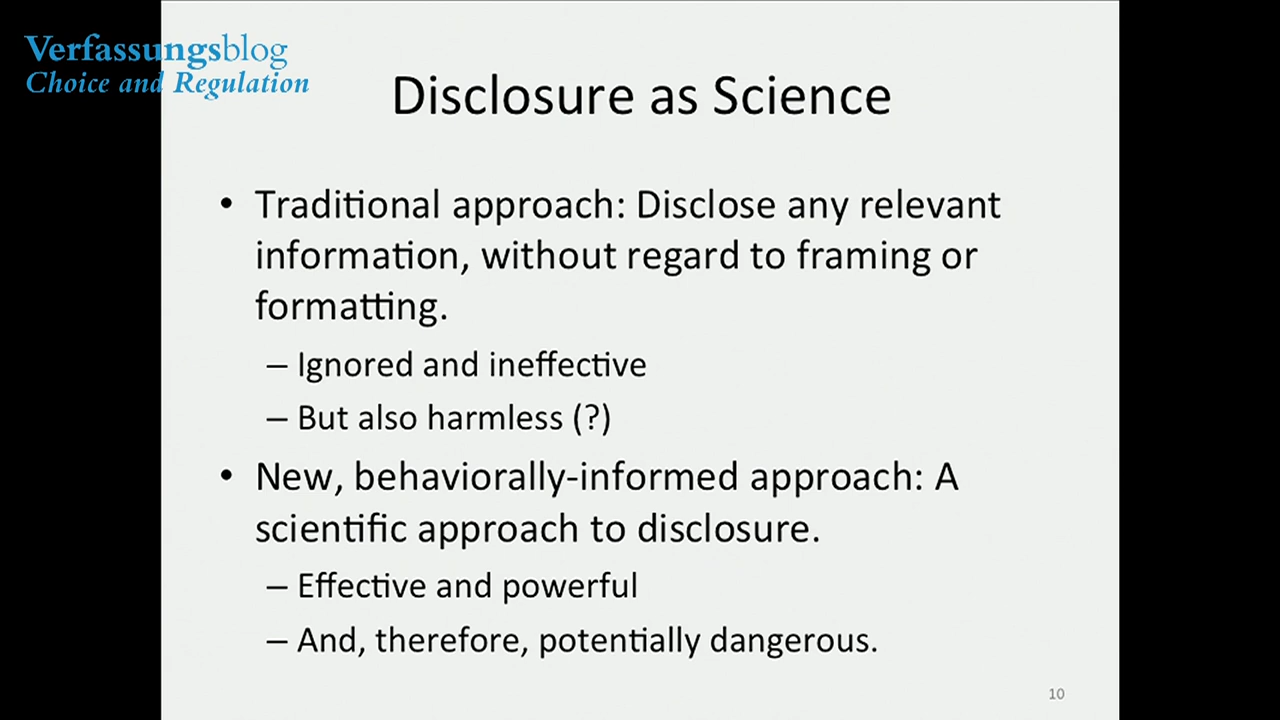 Verfassungsblog
Choice and Regulation
Disclosure as Science
• Traditional approach: Disclose any relevant
information, without regard to framing or
formatting.
– Ignored and ineffective
– But also harmless (?)
• New, behaviorally-informed approach: A
scientific approach to disclosure.
– Effective and powerful
– And, therefore, potentially dangerous.
10